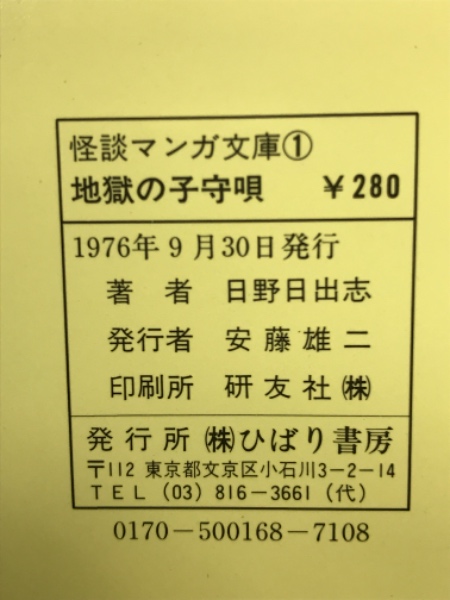 怪談マンガ文庫①
地獄の子守唄　￥280
1976年9月30日発行
著　者　日野日出志
発行者　安藤雄二
印刷所　研友社㈱
発行所㈱ひばり書房
〒112 東京都文京区小石川3－2－14
ＴＥＬ（03）816－3661（代）
0170－500168－7108